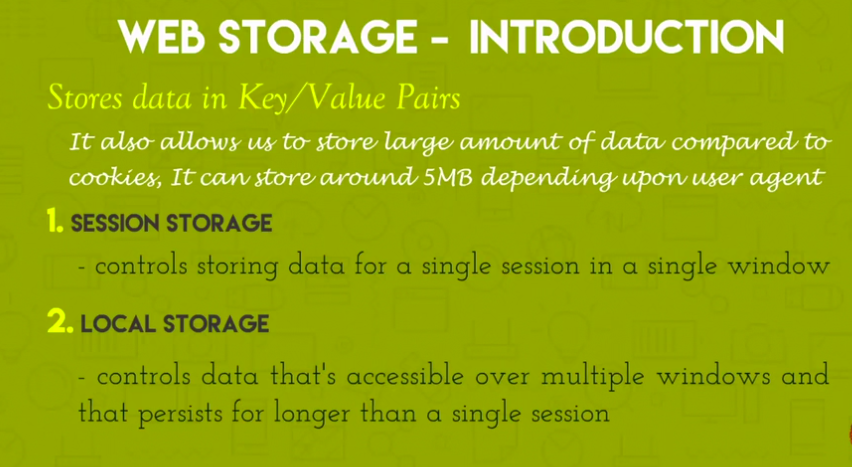 WEB STORAGE - INTRODUCTION
Stores data in Key/Value Pairs
It also allows us to store large amount of data compared to
cookies, It can store around 5MB depending upon user agent
1. SESSION STORAGE
- controls storing data for a single session in a single window
2. LOCAL STORAGE
- controls data that's accessible over multiple windows and
that persists for longer than a single session